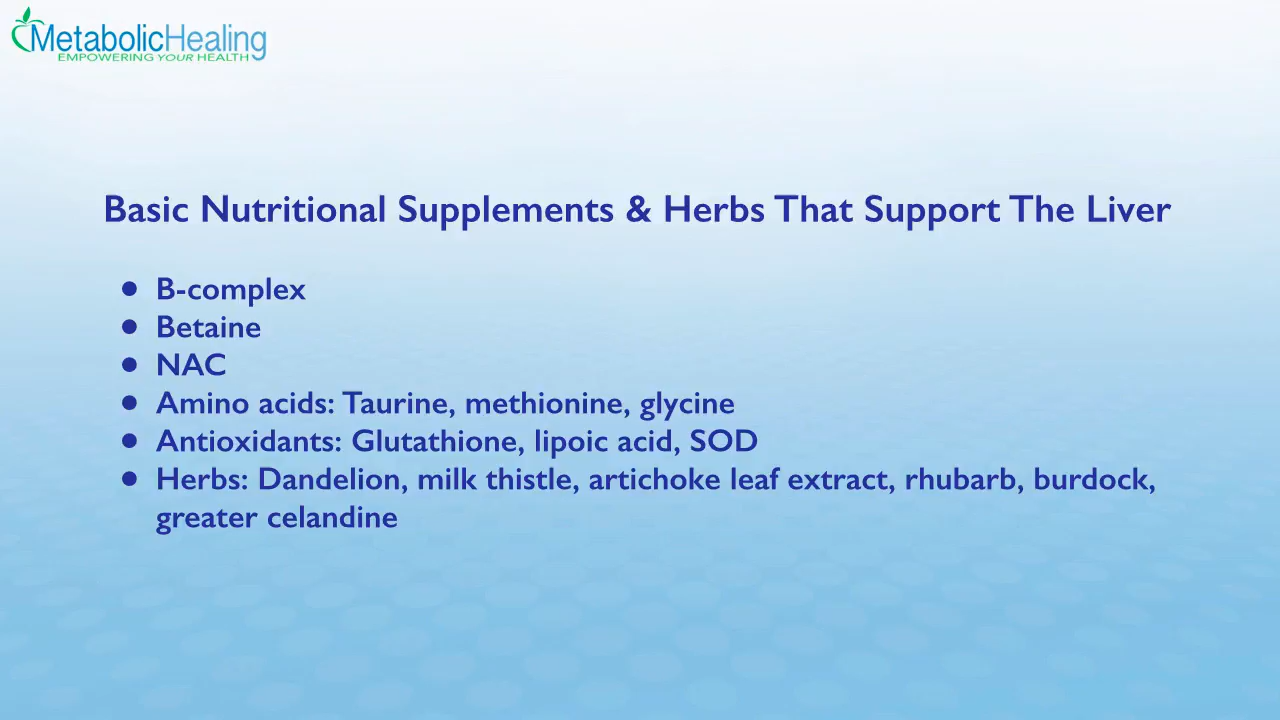 MetabolicHealing
EMPOWERING YOUR HEALTH
Basic Nutritional Supplements & Herbs That Support The Liver
● B-complex
● Betaine
● NAC
● Amino acids: Taurine, methionine, glycine
● Antioxidants: Glutathione, lipoic acid, SOD
● Herbs: Dandelion, milk thistle, artichoke leaf extract, rhubarb, burdock,
greater celandine